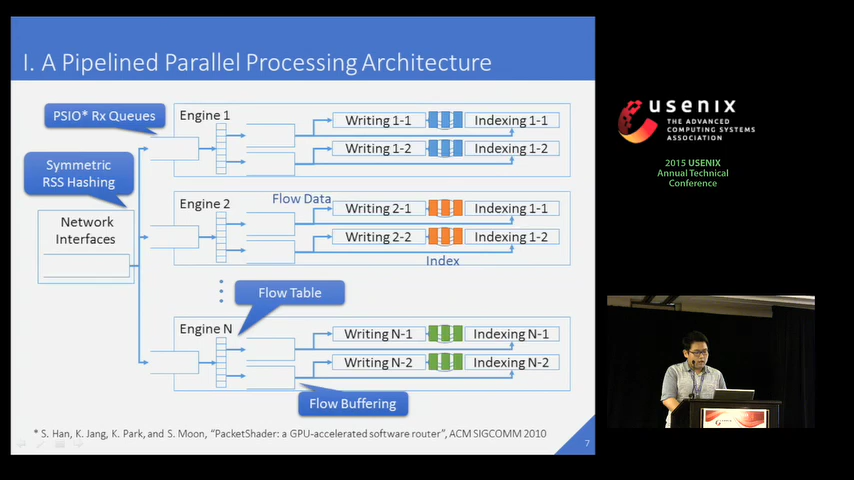 I. A Pipelined Parallel Processing Architecture
PSIO* Rx Queues
Symmetric
RSS Hashing
Network
Interfaces
Engine 1
Writing 1-1
Indexing 1-1
Writing 1-2
Indexing 1-2
Engine 2
Flow Data
Writing 2-1
Indexing 1-1
Writing 2-2
Indexing 1-2
Index
Flow Table
Engine N
Writing N-1
Indexing N-1
Writing N-2
Indexing N-2
Flow Buffering
* S. Han, K. Jang, K. Park, and S. Moon, “PacketShader: a GPU-accelerated software router”, ACM SIGCOMM 2010
7
usenix
THE ADVANCED
COMPUTING SYSTEMS
ASSOCIATION
2015 USENIX
Annual Technical
Conference